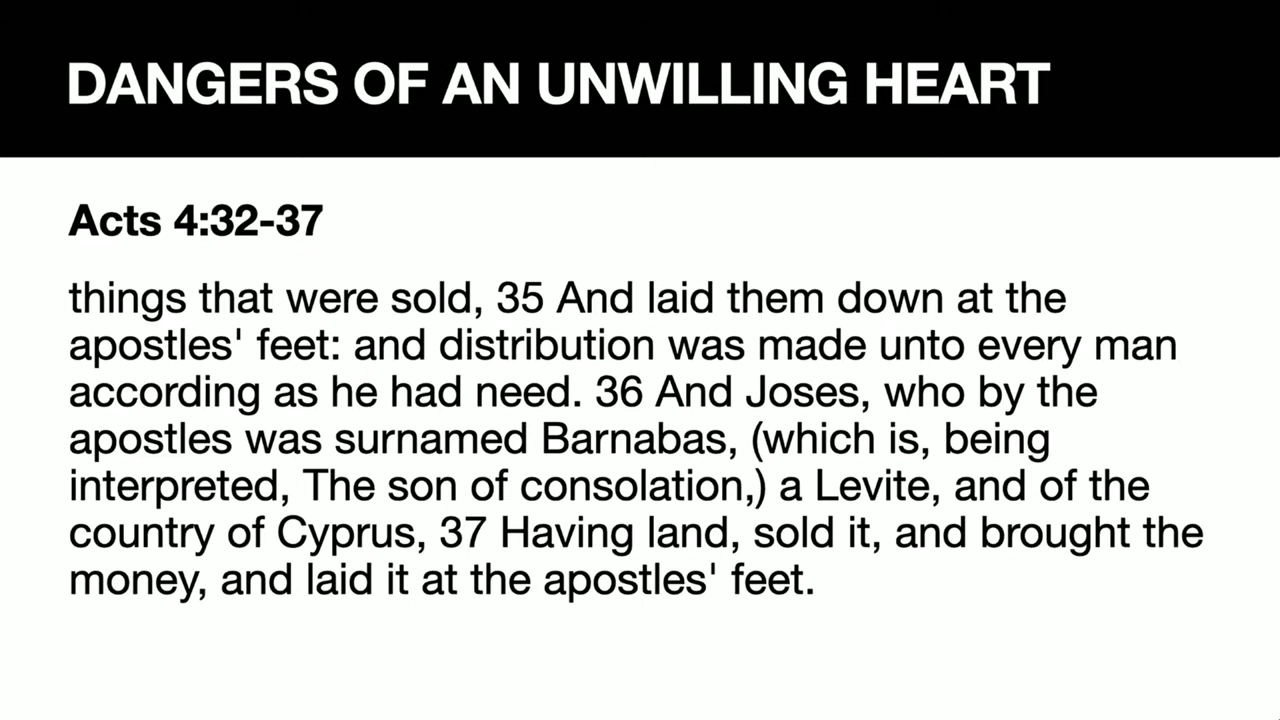 DANGERS OF AN UNWILLING HEART
Acts 4:32-37
things that were sold, 35 And laid them down at the
apostles' feet: and distribution was made unto every man
according as he had need. 36 And Joses, who by the
apostles was surnamed Barnabas, (which is, being
interpreted, The son of consolation,) a Levite, and of the
country of Cyprus, 37 Having land, sold it, and brought the
money, and laid it at the apostles' feet.